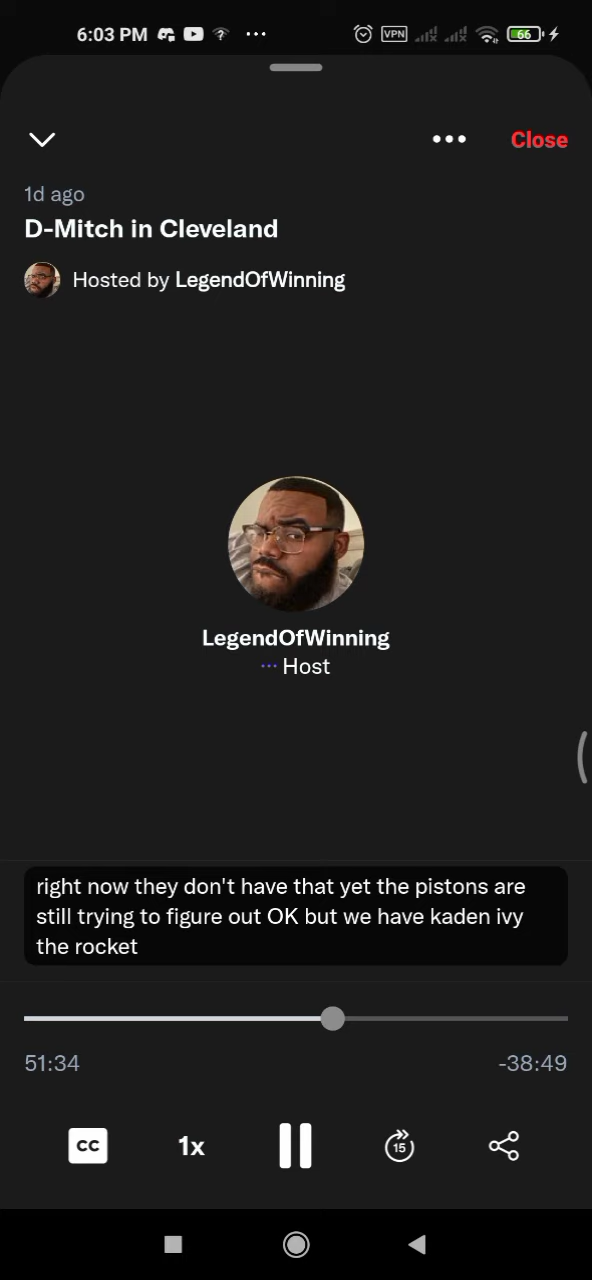 6:03 PM
VPN
66
Close
1d ago
D-Mitch in Cleveland
Hosted by LegendOfWinning
LegendOfWinning
Host
right now they don't have that yet the pistons are
still trying to figure out OK but we have kaden ivy
the rocket
51:34
-38:49
CC
1x
15